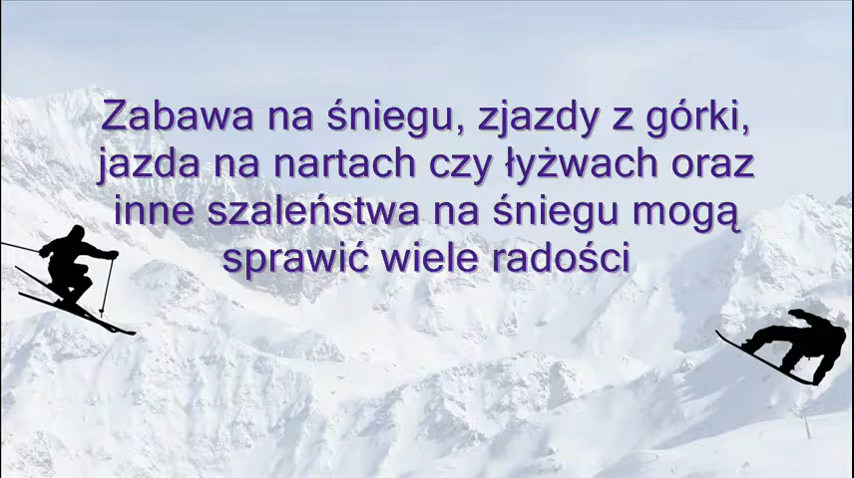 Zabawa na śniegu, zjazdy z górki,
jazda na nartach czy łyżwach oraz
inne szaleństwa na śniegu mogą
sprawić wiele radości